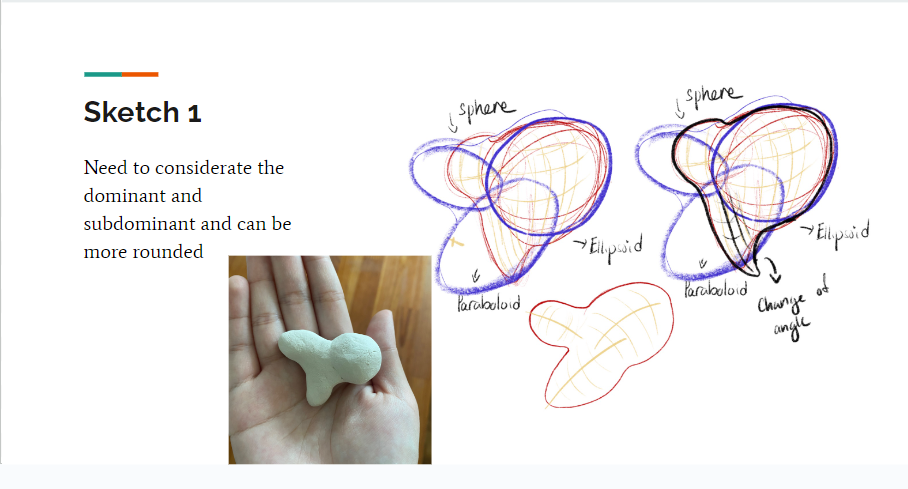 Sketch 1
Need to considerate the
dominant and
subdominant and can be
more rounded
sphere
Ellipsoid
Paraboloid
sphere
Ellipsoid
Paraboloid
Change of
angle